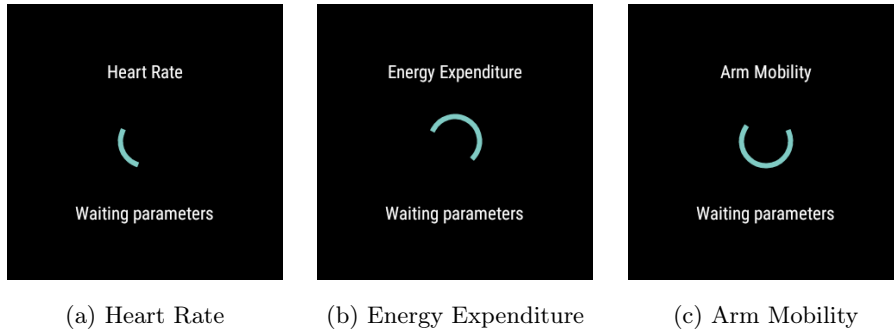 Heart Rate
Waiting parameters
(a) Heart Rate
Energy Expenditure
Waiting parameters
(b) Energy Expenditure
Arm Mobility
Waiting parameters
(c) Arm Mobility